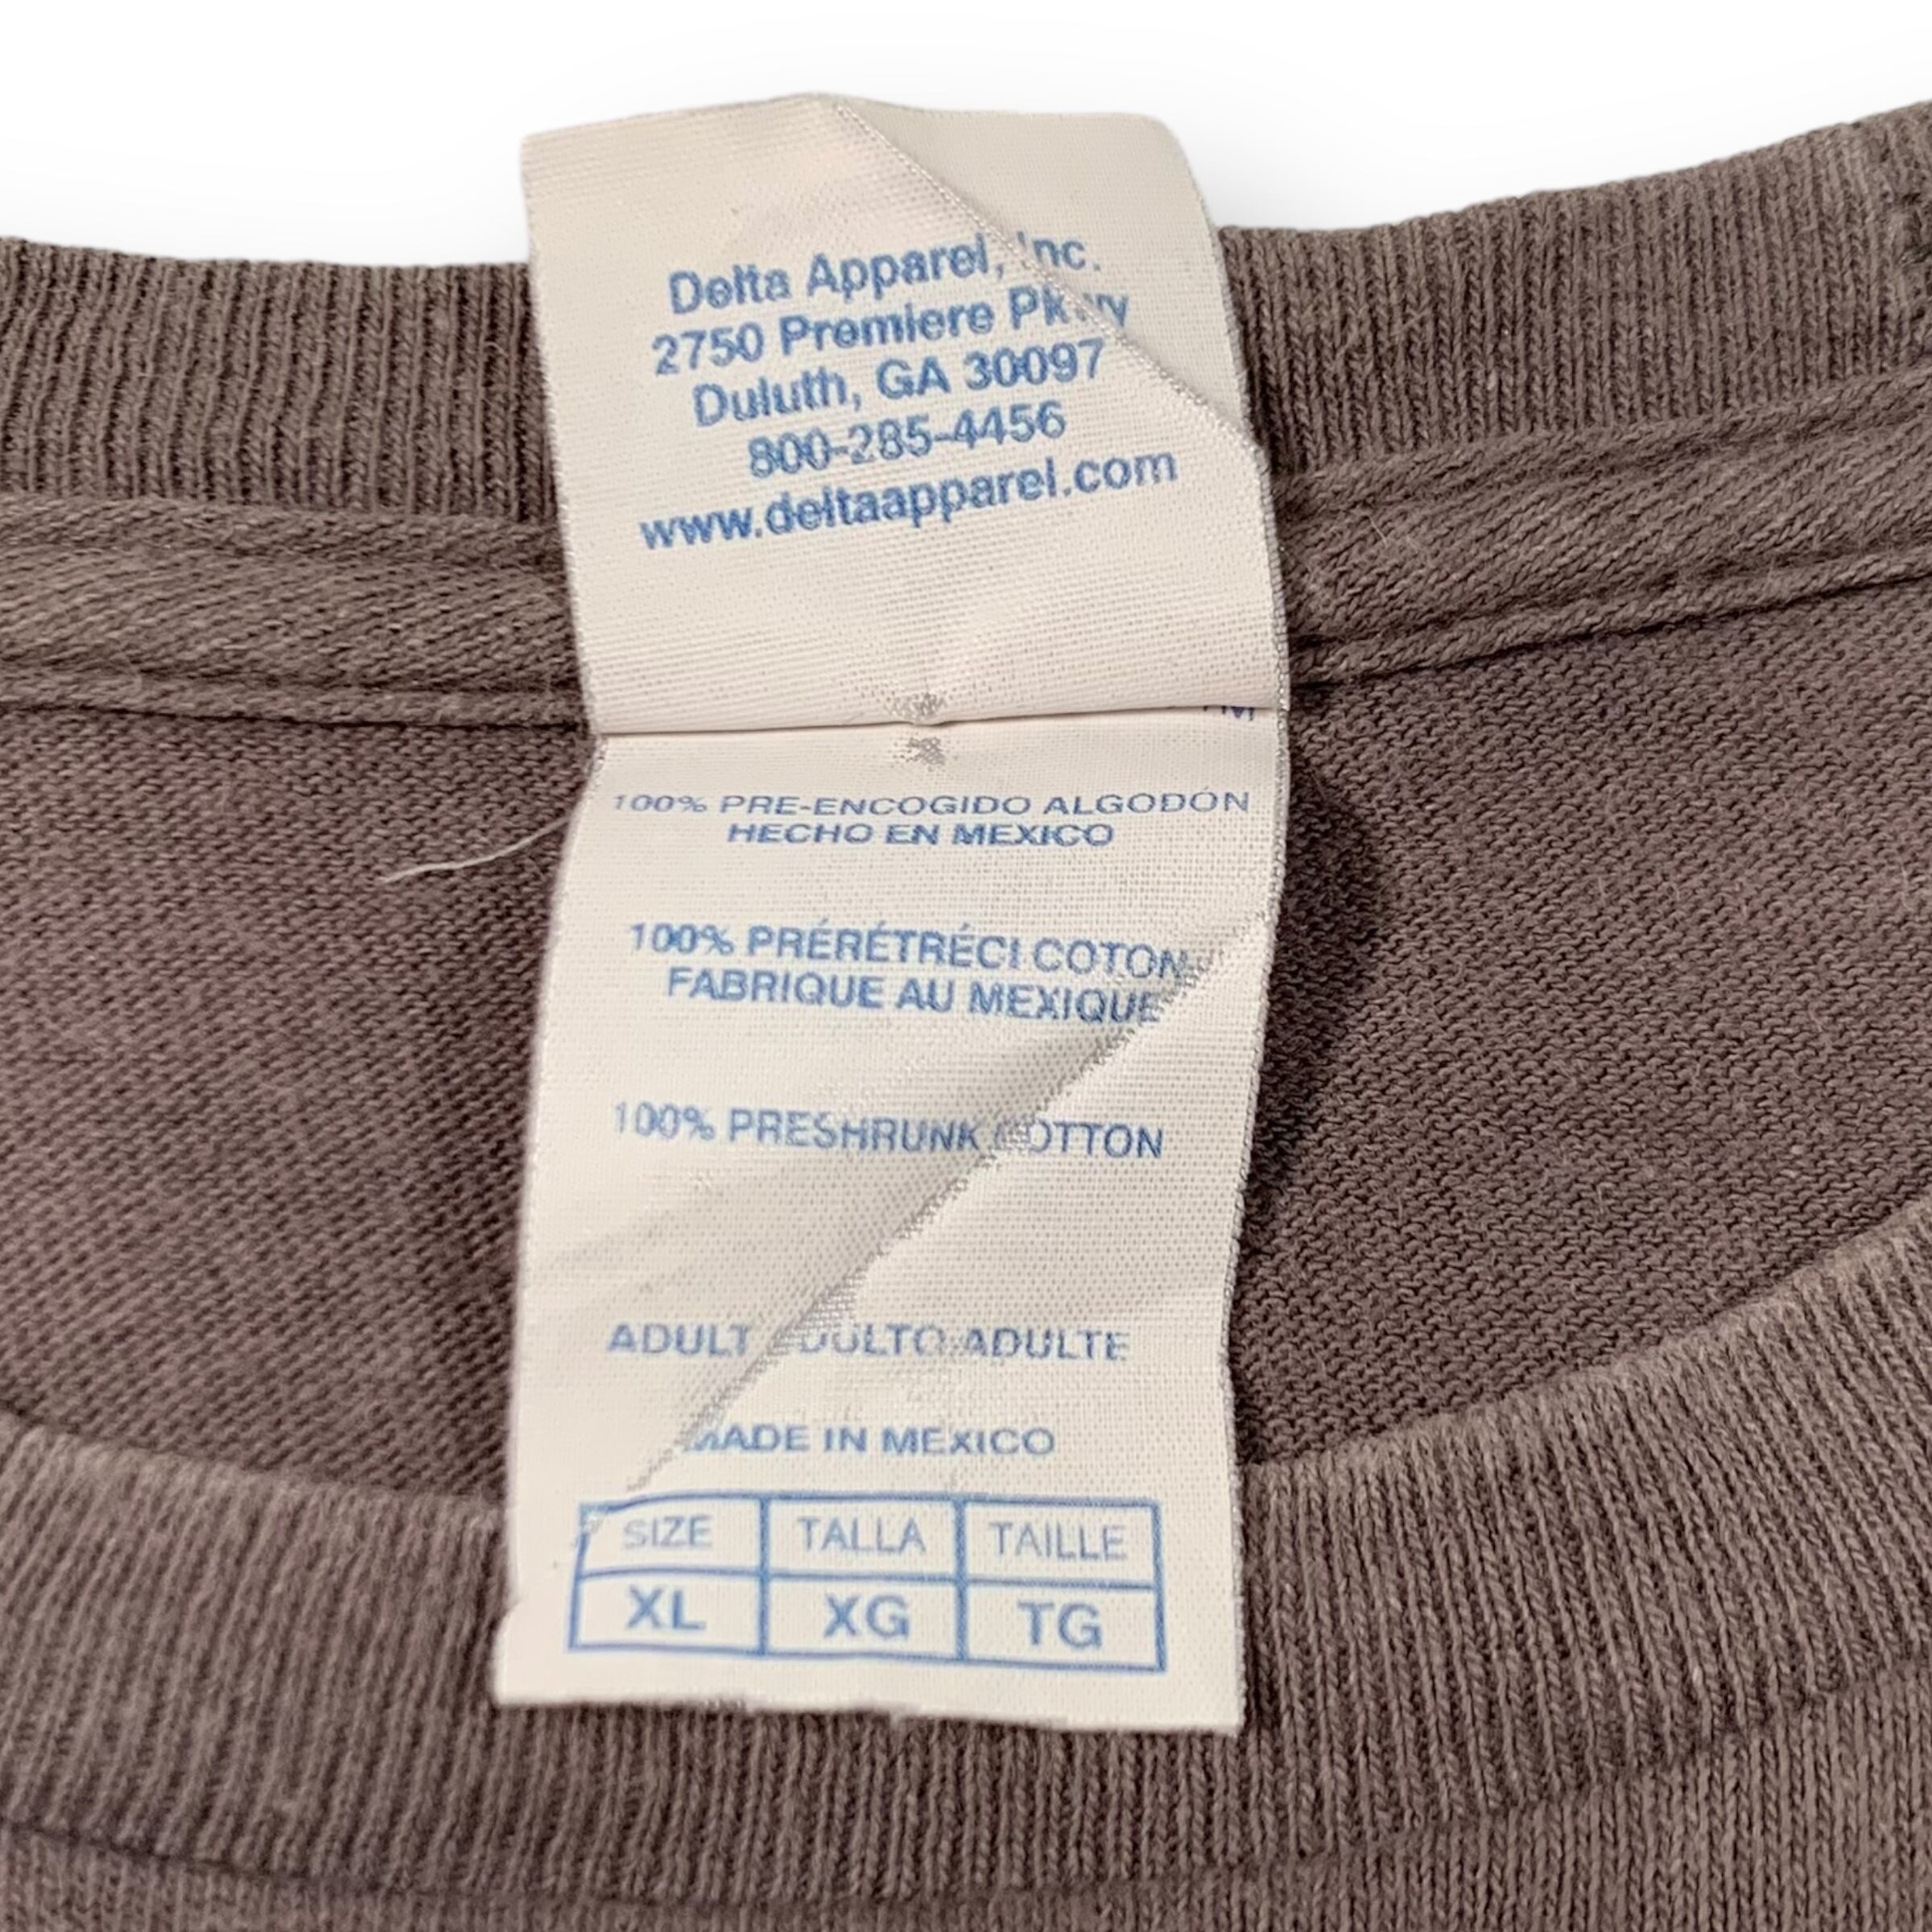 Delta Apparel, Inc.
2750 Premiere Pkwy
Duluth, GA 30097
800-285-4456
www.deltaapparel.com
TM
100% PRE-ENCOGIDO ALGODÓN
HECHO EN MEXICO
100% PRÉRÉTRÉCI COTON
FABRIQUE AU MEXIQUE
100% PRESHRUNK COTTON
ADULT ADULTO ADULTE
MADE IN MEXICO
SIZE TALLA TAILLE
XL XG TG